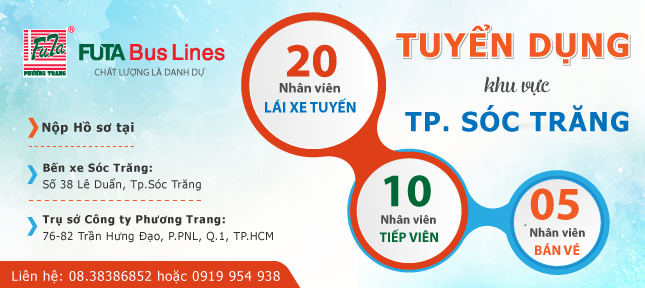 FuTa ®
PHƯƠNG TRANG
FUTA Bus Lines
CHẤT LƯỢNG LÀ DANH DỰ
Nộp Hồ sơ tại
Bến xe Sóc Trăng:
Số 38 Lê Duẩn, Tp.Sóc Trăng
Trụ sở Công ty Phương Trang:
76-82 Trần Hưng Đạo, P.PNL, Q.1, TP.HCM
Liên hệ: 08.38386852 hoặc 0919 954 938
20
Nhân viên
LÁI XE TUYẾN
10
Nhân viên
TIẾP VIÊN
05
Nhân viên
BÁN VÉ
TUYỂN DỤNG
khu vực
TP. SÓC TRĂNG